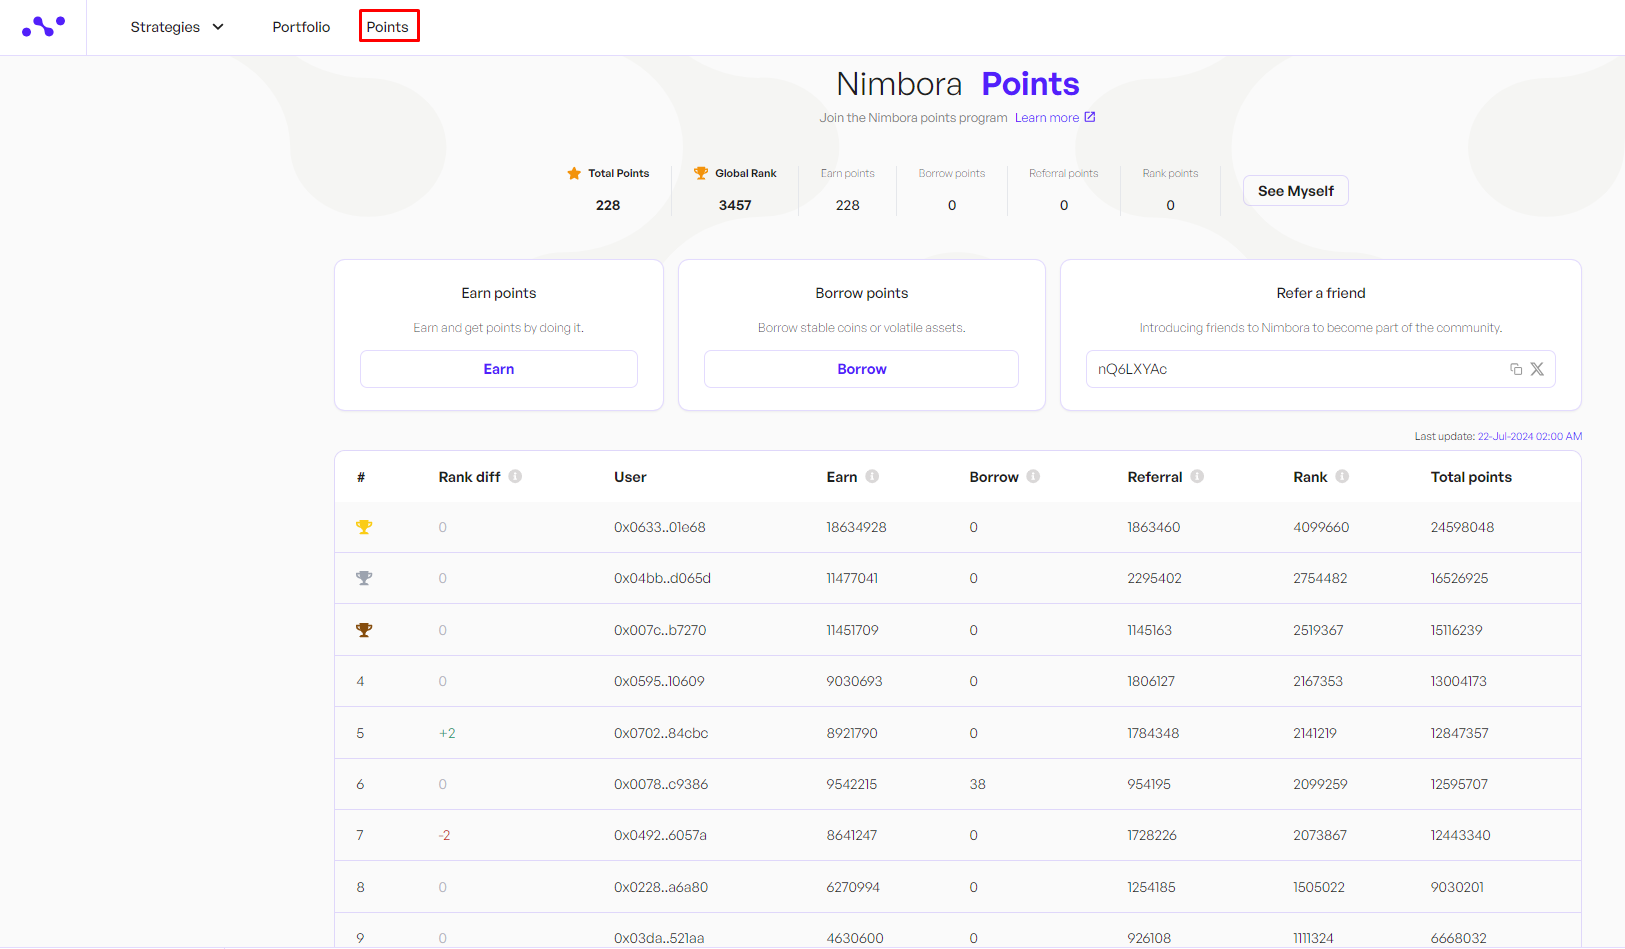 Strategies Portfolio Points
Nimbora Points
Join the Nimbora points program Learn more
Total Points Global Rank Earn points Borrow points Referral points Rank points
See Myself
228 3457 228 0 0 0
Earn points Borrow points Refer a friend
Earn and get points by doing it. Borrow stable coins or volatile assets. Introducing friends to Nimbora to become part of the community.
Earn Borrow nQ6LXYAc
Last update: 22-Jul-2024 02:00 AM
# Rank diff User Earn Borrow Referral Rank Total points
0 0x0633..01e68 18634928 0 1863460 4099660 24598048
0 0x04bb..d065d 11477041 0 2295402 2754482 16526925
0 0x007c..b7270 11451709 0 1145163 2519367 15116239
4 0 0x0595..10609 9030693 0 1806127 2167353 13004173
5 +2 0x0702..84cbc 8921790 0 1784348 2141219 12847357
6 0 0x0078..c9386 9542215 38 954195 2099259 12595707
7 -2 0x0492..6057a 8641247 0 1728226 2073867 12443340
8 0 0x0228..a6a80 6270994 0 1254185 1505022 9030201
9 0 0x03da..521aa 4630600 0 926108 1111324 6668032